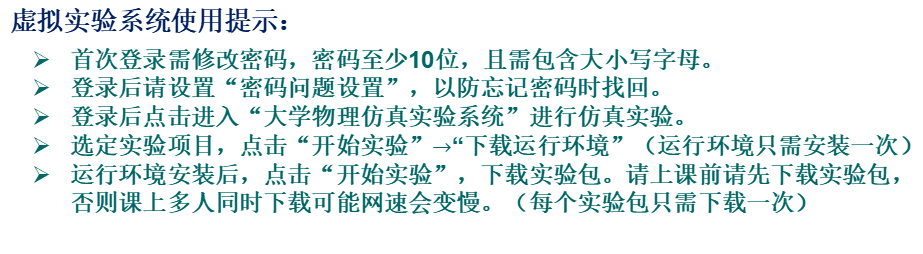 虚拟实验系统使用提示：
➢ 首次登录需修改密码，密码至少10位，且需包含大小写字母。
➢ 登录后请设置“密码问题设置”，以防忘记密码时找回。
➢ 登录后点击进入“大学物理仿真实验系统”进行仿真实验。
➢ 选定实验项目，点击“开始实验”→“下载运行环境”（运行环境只需安装一次）
➢ 运行环境安装后，点击“开始实验”，下载实验包。请上课前请先下载实验包，
否则课上多人同时下载可能网速会变慢。（每个实验包只需下载一次）